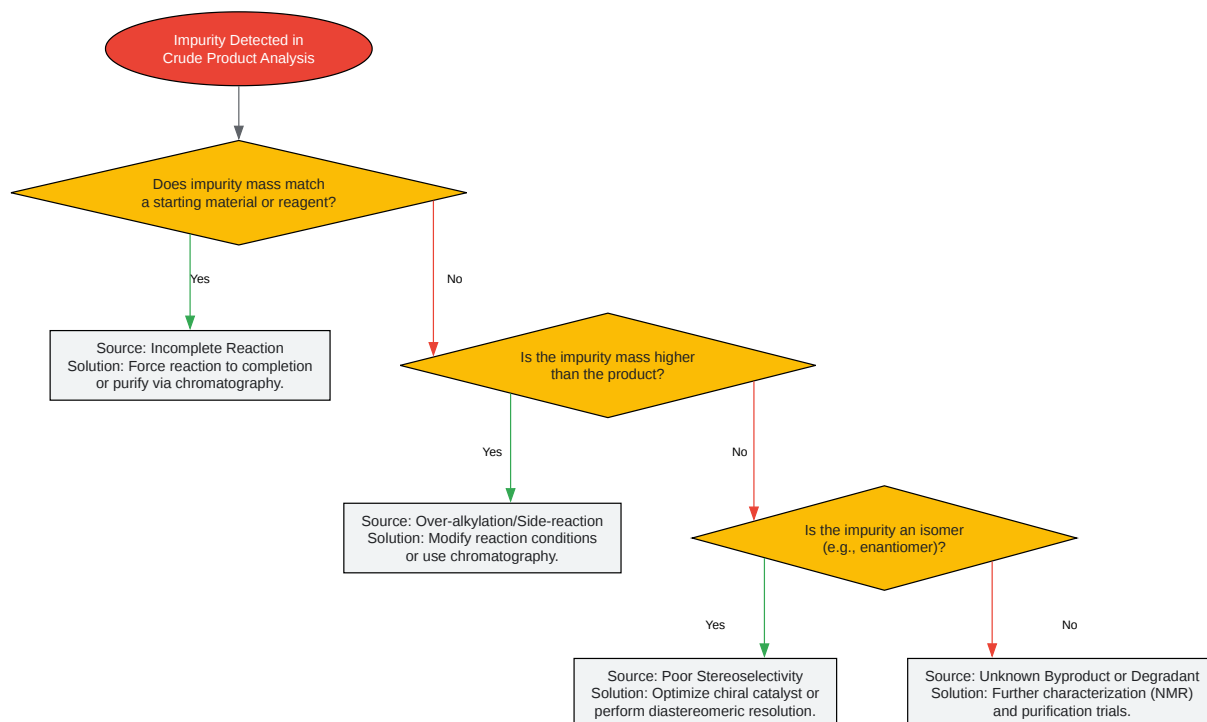 Impurity Detected in
Crude Product Analysis
Does impurity mass match
a starting material or reagent?
Yes
No
Source: Incomplete Reaction
Solution: Force reaction to completion
or purify via chromatography.
Is the impurity mass higher
than the product?
Yes
No
Source: Over-alkylation/Side-reaction
Solution: Modify reaction conditions
or use chromatography.
Is the impurity an isomer
(e.g., enantiomer)?
Yes
No
Source: Poor Stereoselectivity
Solution: Optimize chiral catalyst or
perform diastereomeric resolution.
Source: Unknown Byproduct or Degradant
Solution: Further characterization (NMR)
and purification trials.